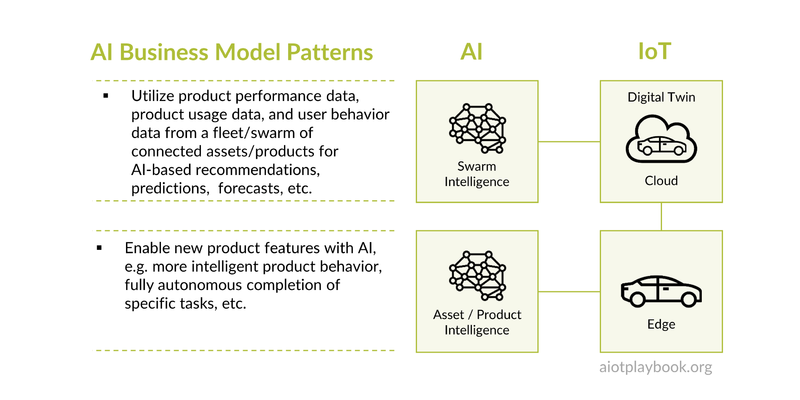 AI Business Model Patterns
AI
IoT
▪ Utilize product performance data,
product usage data, and user behavior
data from a fleet/swarm of
connected assets/products for
AI-based recommendations,
predictions, forecasts, etc.
Swarm
Intelligence
Digital Twin
Cloud
▪ Enable new product features with AI,
e.g. more intelligent product behavior,
fully autonomous completion of
specific tasks, etc.
Asset / Product
Intelligence
Edge
aiotplaybook.org